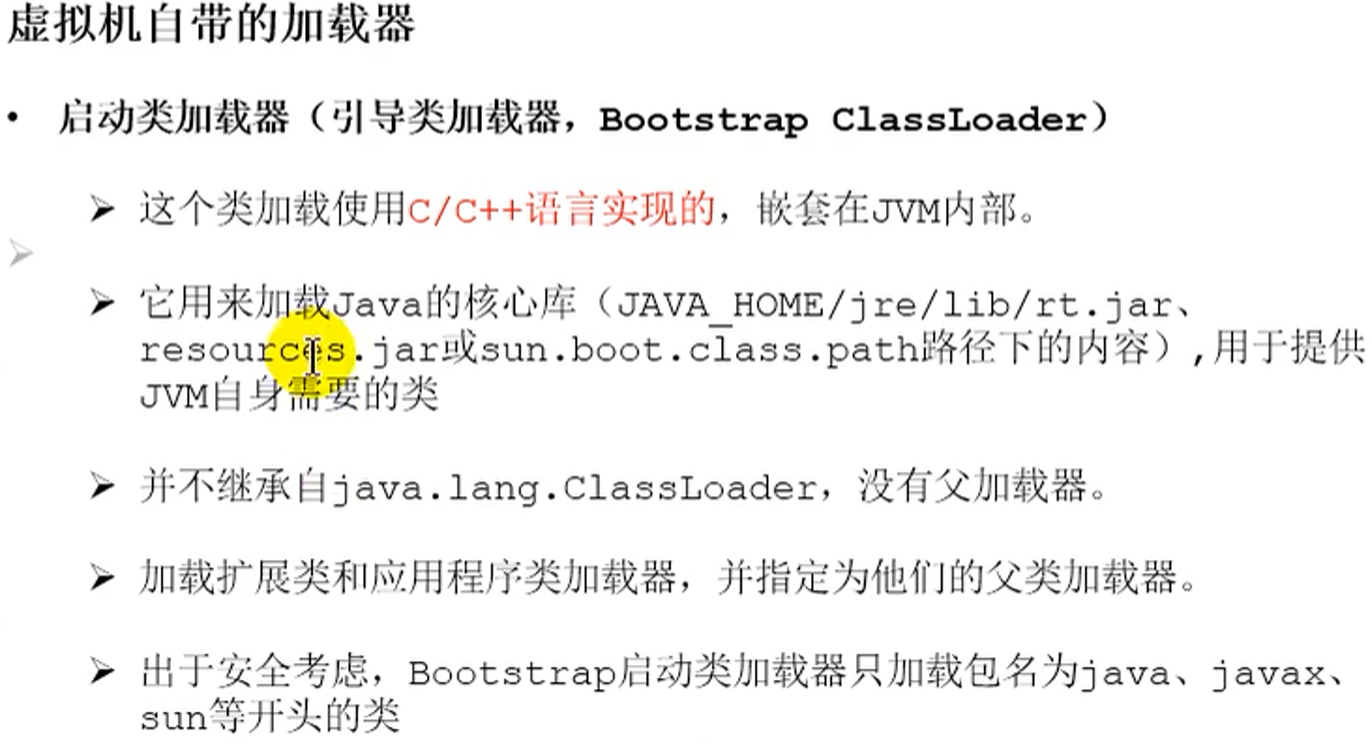 虚拟机自带的加载器
• 启动类加载器（引导类加载器，Bootstrap ClassLoader）
➢ 这个类加载使用C/C++语言实现的，嵌套在JVM内部。
➢
➢ 它用来加载Java的核心库（JAVA_HOME/jre/lib/rt.jar、
resources.jar或sun.boot.class.path路径下的内容）,用于提供
JVM自身需要的类
➢ 并不继承自java.lang.ClassLoader，没有父加载器。
➢ 加载扩展类和应用程序类加载器，并指定为他们的父类加载器。
➢ 出于安全考虑，Bootstrap启动类加载器只加载包名为java、javax、
sun等开头的类